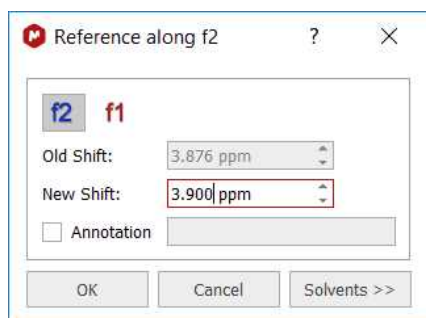 Reference along f2 ?
f2 f1
Old Shift: 3.876 ppm
New Shift: 3.900 ppm
Annotation
OK Cancel Solvents >>